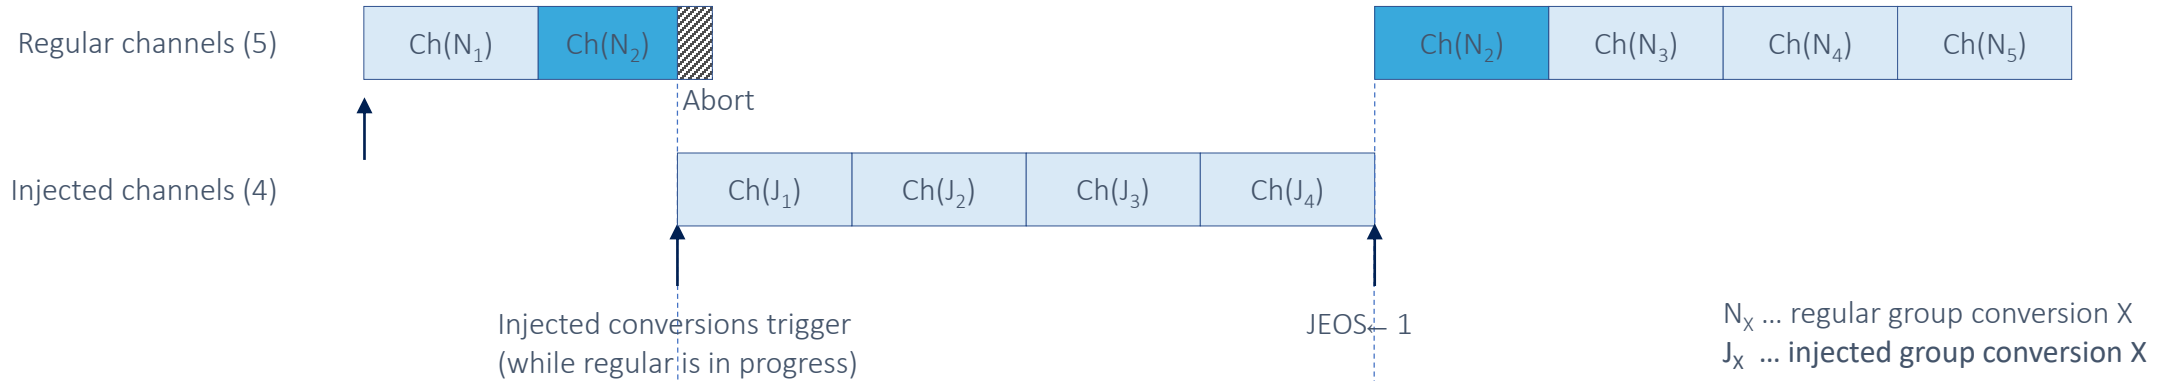 Regular channels (5)
Ch(N₁)
Ch(N₂)
Ch(N₂)
Ch(N₃)
Ch(N₄)
Ch(N₅)
Abort
Injected channels (4)
Ch(J₁)
Ch(J₂)
Ch(J₃)
Ch(J₄)
Injected conversions trigger
(while regular is in progress)
JEOS← 1
Nₓ ... regular group conversion X
Jₓ ... injected group conversion X